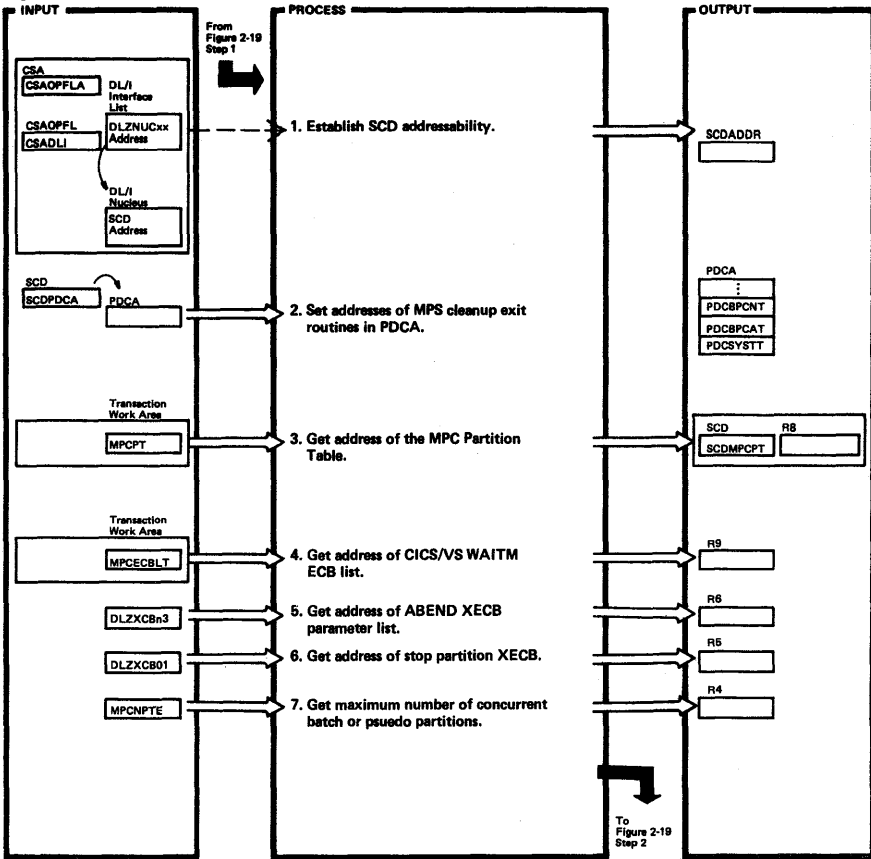 INPUT
PROCESS
OUTPUT
From
Figure 2-19
Step 1
CSA
CSAOPFLA
DL/I
Interface
List
CSAOPFL
CSADLI
DLZNUCxx
Address
DL/I
Nucleus
SCD
Address
1. Establish SCD addressability.
SCDADDR
SCD
SCDPDCA
PDCA
2. Set addresses of MPS cleanup exit
routines in PDCA.
PDCA
PDCBPCNT
PDCBPCAT
PDCSYSTT
Transaction
Work Area
MPCPT
3. Get address of the MPC Partition
Table.
SCD
SCDMPCPT
R8
Transaction
Work Area
MPCECBLT
4. Get address of CICS/VS WAITM
ECB list.
R9
DLZXCBn3
5. Get address of ABEND XECB
parameter list.
R6
DLZXCB01
6. Get address of stop partition XECB.
R5
MPCNPTE
7. Get maximum number of concurrent
batch or psuedo partitions.
R4
To
Figure 2-19
Step 2